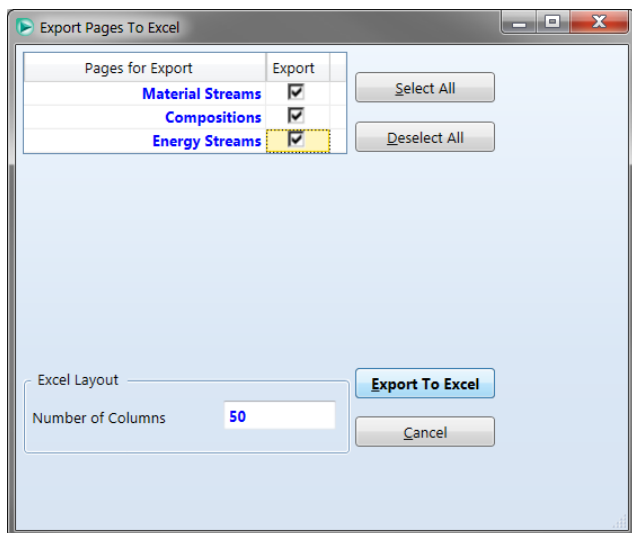 Export Pages To Excel
Pages for Export Export
Material Streams
Compositions
Energy Streams
Select All
Deselect All
Excel Layout
Number of Columns 50
Export To Excel
Cancel